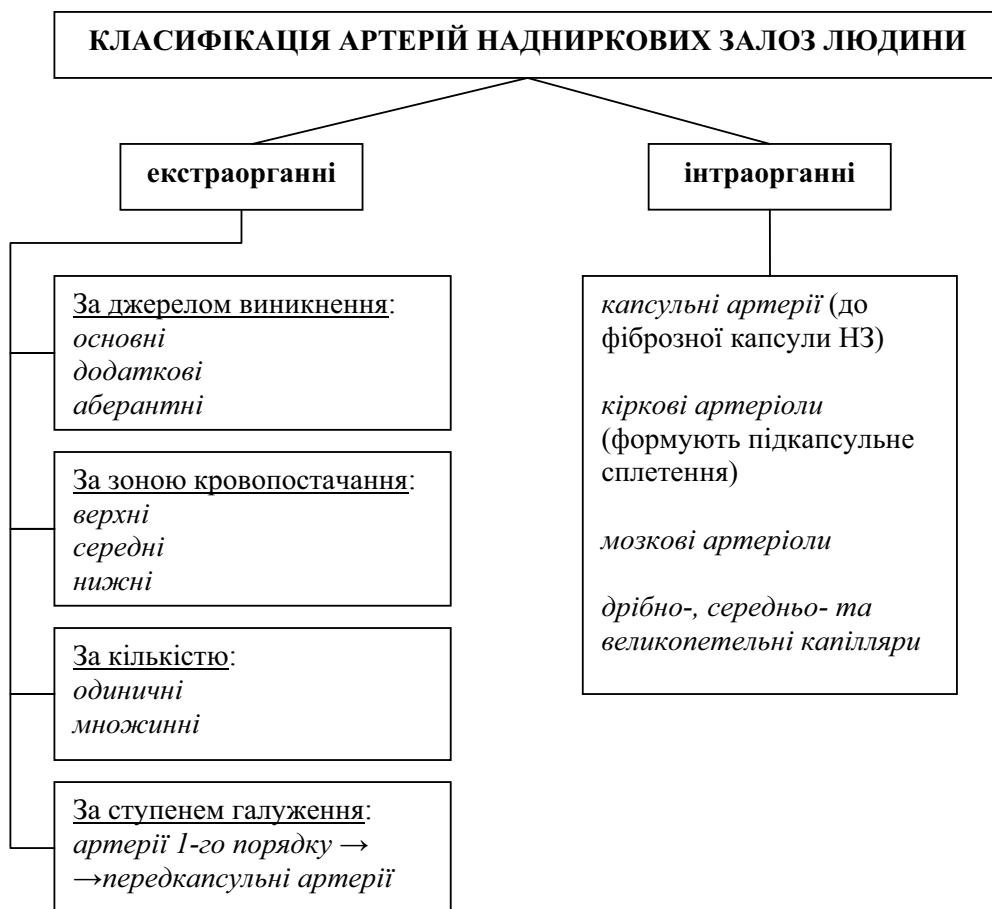 КЛАСИФІКАЦІЯ АРТЕРІЙ НАДНИРКОВИХ ЗАЛОЗ ЛЮДИНИ
екстраорганні
інтраорганні
За джерелом виникнення:
основні
додаткові
аберантні
За зоною кровопостачання:
верхні
середні
нижні
За кількістю:
одиничні
множинні
За ступенем галуження:
артерії 1-го порядку →
→передкапсульні артерії
капсульні артерії (до
фіброзної капсули НЗ)
кіркові артеріоли
(формують підкапсульне
сплетення)
мозкові артеріоли
дрібно-, середньо- та
великопетельні капілляри